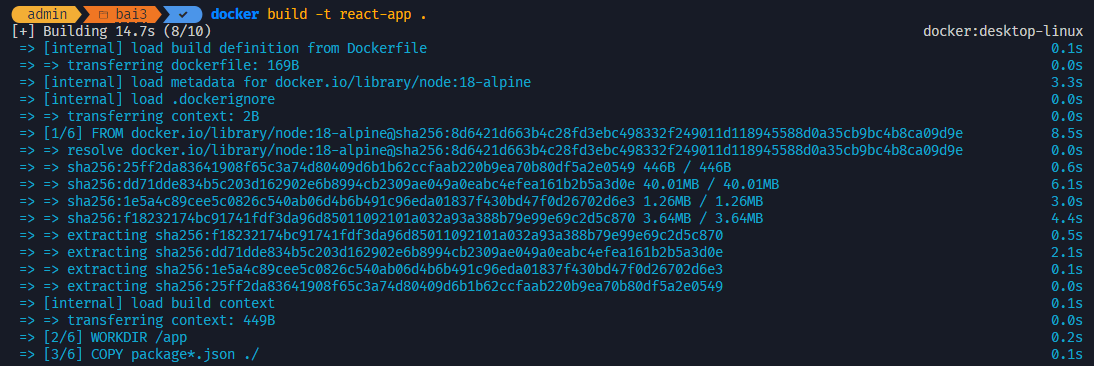 admin bai3 ✓ docker build -t react-app .
[+] Building 14.7s (8/10) docker:desktop-linux
=> [internal] load build definition from Dockerfile 0.1s
=> => transferring dockerfile: 169B 0.0s
=> [internal] load metadata for docker.io/library/node:18-alpine 3.3s
=> [internal] load .dockerignore 0.0s
=> => transferring context: 2B 0.0s
=> [1/6] FROM docker.io/library/node:18-alpine@sha256:8d6421d663b4c28fd3ebc498332f249011d118945588d0a35cb9bc4b8ca09d9e 8.5s
=> => resolve docker.io/library/node:18-alpine@sha256:8d6421d663b4c28fd3ebc498332f249011d118945588d0a35cb9bc4b8ca09d9e 0.0s
=> => sha256:25ff2da83641908f65c3a74d80409d6b1b62ccfaab220b9ea70b80df5a2e0549 446B / 446B 0.6s
=> => sha256:dd71dde834b5c203d162902e6b8994cb2309ae049a0eabc4efea161b2b5a3d0e 40.01MB / 40.01MB 6.1s
=> => sha256:1e5a4c89cee5c0826c540ab06d4b6b491c96eda01837f430bd47f0d26702d6e3 1.26MB / 1.26MB 3.0s
=> => sha256:f18232174bc91741fdf3da96d85011092101a032a93a388b79e99e69c2d5c870 3.64MB / 3.64MB 4.4s
=> => extracting sha256:f18232174bc91741fdf3da96d85011092101a032a93a388b79e99e69c2d5c870 0.5s
=> => extracting sha256:dd71dde834b5c203d162902e6b8994cb2309ae049a0eabc4efea161b2b5a3d0e 2.1s
=> => extracting sha256:1e5a4c89cee5c0826c540ab06d4b6b491c96eda01837f430bd47f0d26702d6e3 0.1s
=> => extracting sha256:25ff2da83641908f65c3a74d80409d6b1b62ccfaab220b9ea70b80df5a2e0549 0.0s
=> [internal] load build context 0.1s
=> => transferring context: 449B 0.0s
=> [2/6] WORKDIR /app 0.2s
=> [3/6] COPY package*.json ./ 0.1s